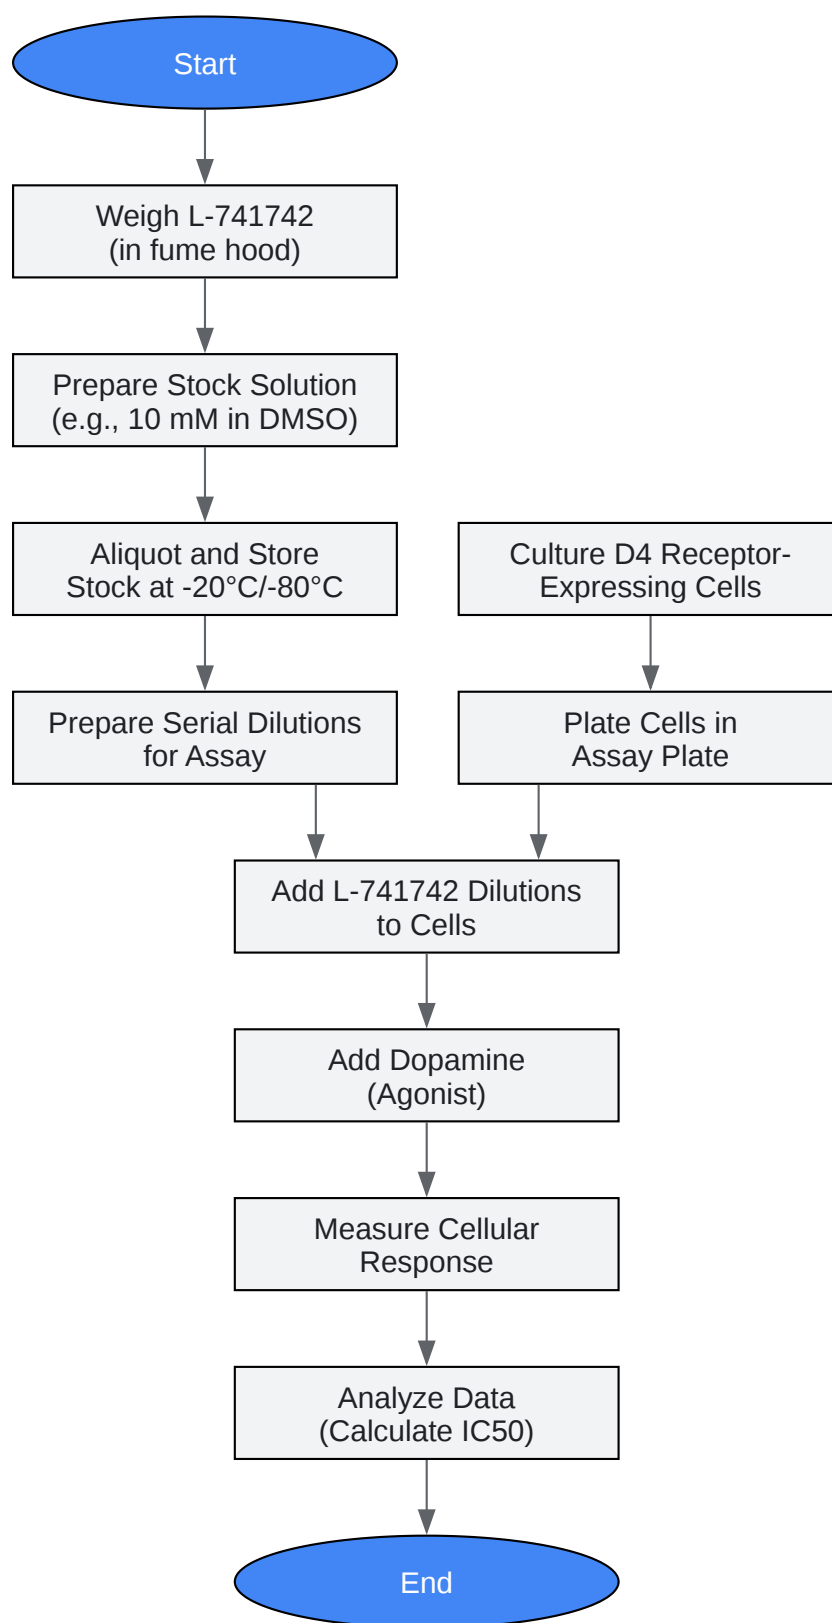 Start
Weigh L-741742
(in fume hood)
Prepare Stock Solution
(e.g., 10 mM in DMSO)
Aliquot and Store
Stock at -20°C/-80°C
Culture D4 Receptor-
Expressing Cells
Prepare Serial Dilutions
for Assay
Plate Cells in
Assay Plate
Add L-741742 Dilutions
to Cells
Add Dopamine
(Agonist)
Measure Cellular
Response
Analyze Data
(Calculate IC50)
End